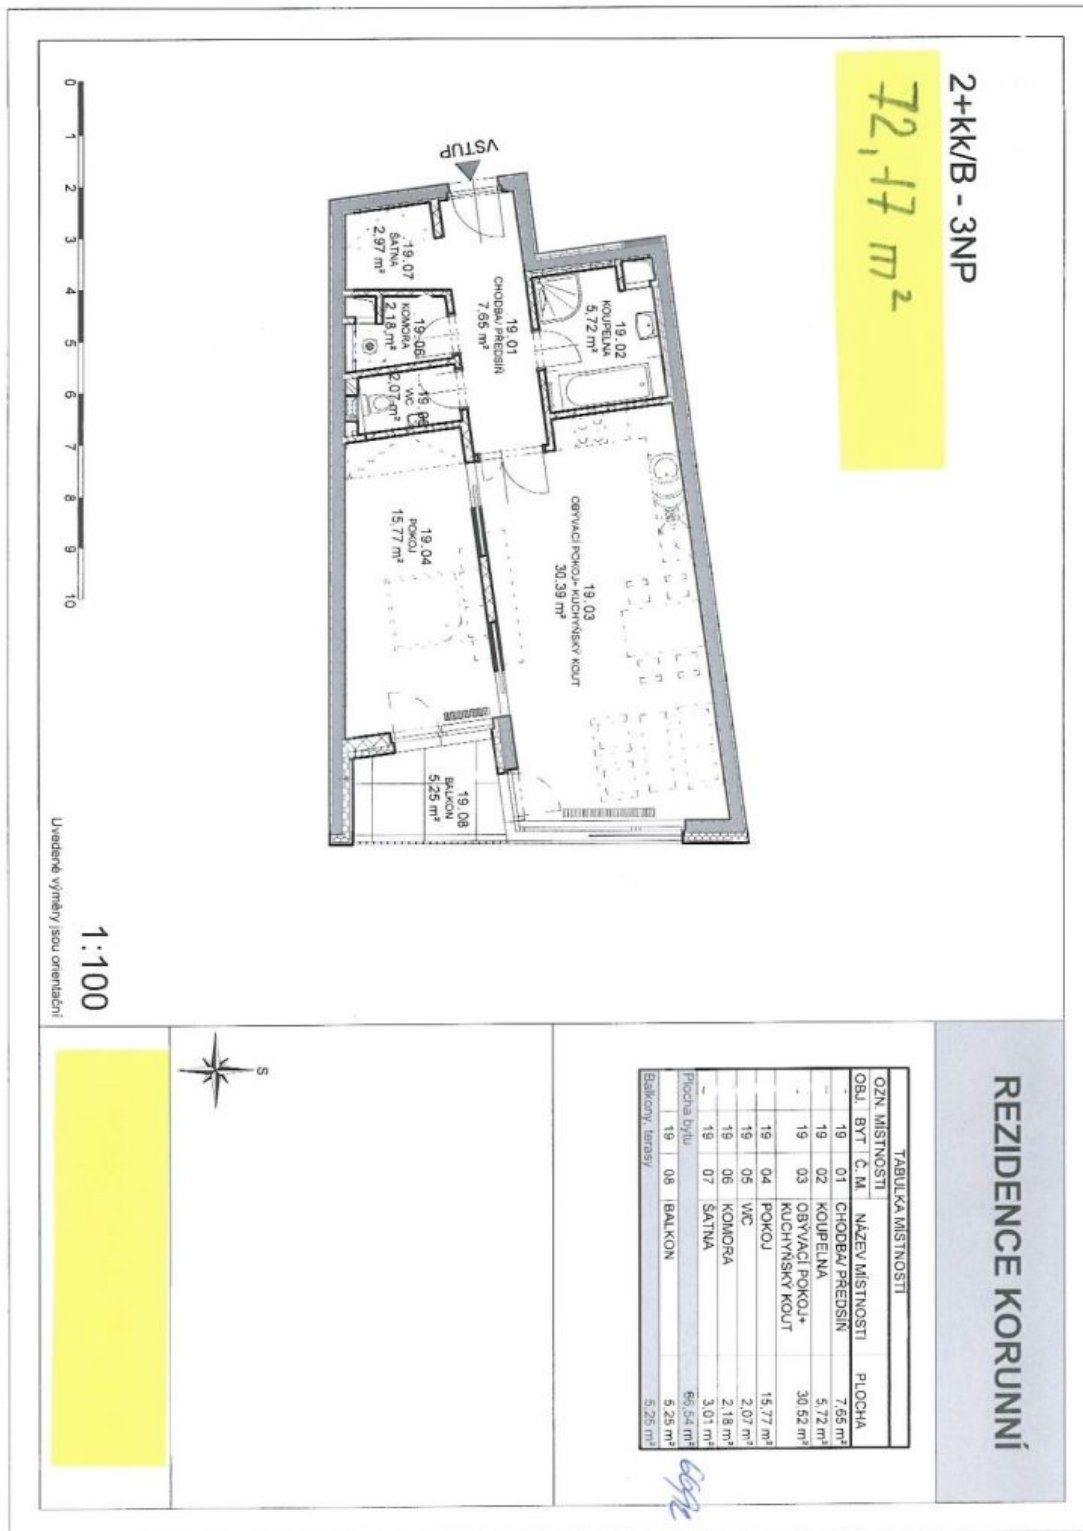 2+kk/B - 3NP
72,17 m²
VSTUP
19.01
CHODBA/ PŘEDSÍŇ
7,65 m²
19.02
KOUPELNA
5,72 m²
19.03
OBÝVACÍ POKOJ+ KUCHYŇSKÝ KOUT
30,39 m²
19.04
POKOJ
15,77 m²
19.05
WC
2,07 m²
19.06
KOMORA
2,18 m²
19.07
ŠATNA
2,97 m²
19.08
BALKON
5,25 m²
0 1 2 3 4 5 6 7 8 9 10
1:100
Uvedené výměry jsou orientační
REZIDENCE KORUNNÍ
TABULKA MÍSTNOSTÍ
OZN. MÍSTNOSTI
OBJ. BYT Č. M. NÁZEV MÍSTNOSTI PLOCHA
- 19 01 CHODBA/ PŘEDSÍŇ 7,65 m²
- 19 02 KOUPELNA 5,72 m²
- 19 03 OBÝVACÍ POKOJ+ KUCHYŇSKÝ KOUT 30,52 m²
19 04 POKOJ 15,77 m²
19 05 WC 2,07 m²
19 06 KOMORA 2,18 m²
- 19 07 ŠATNA 3,01 m²
Plocha bytu 66,54 m²
19 08 BALKON 5,25 m²
Balkony, terasy 5,25 m²
S